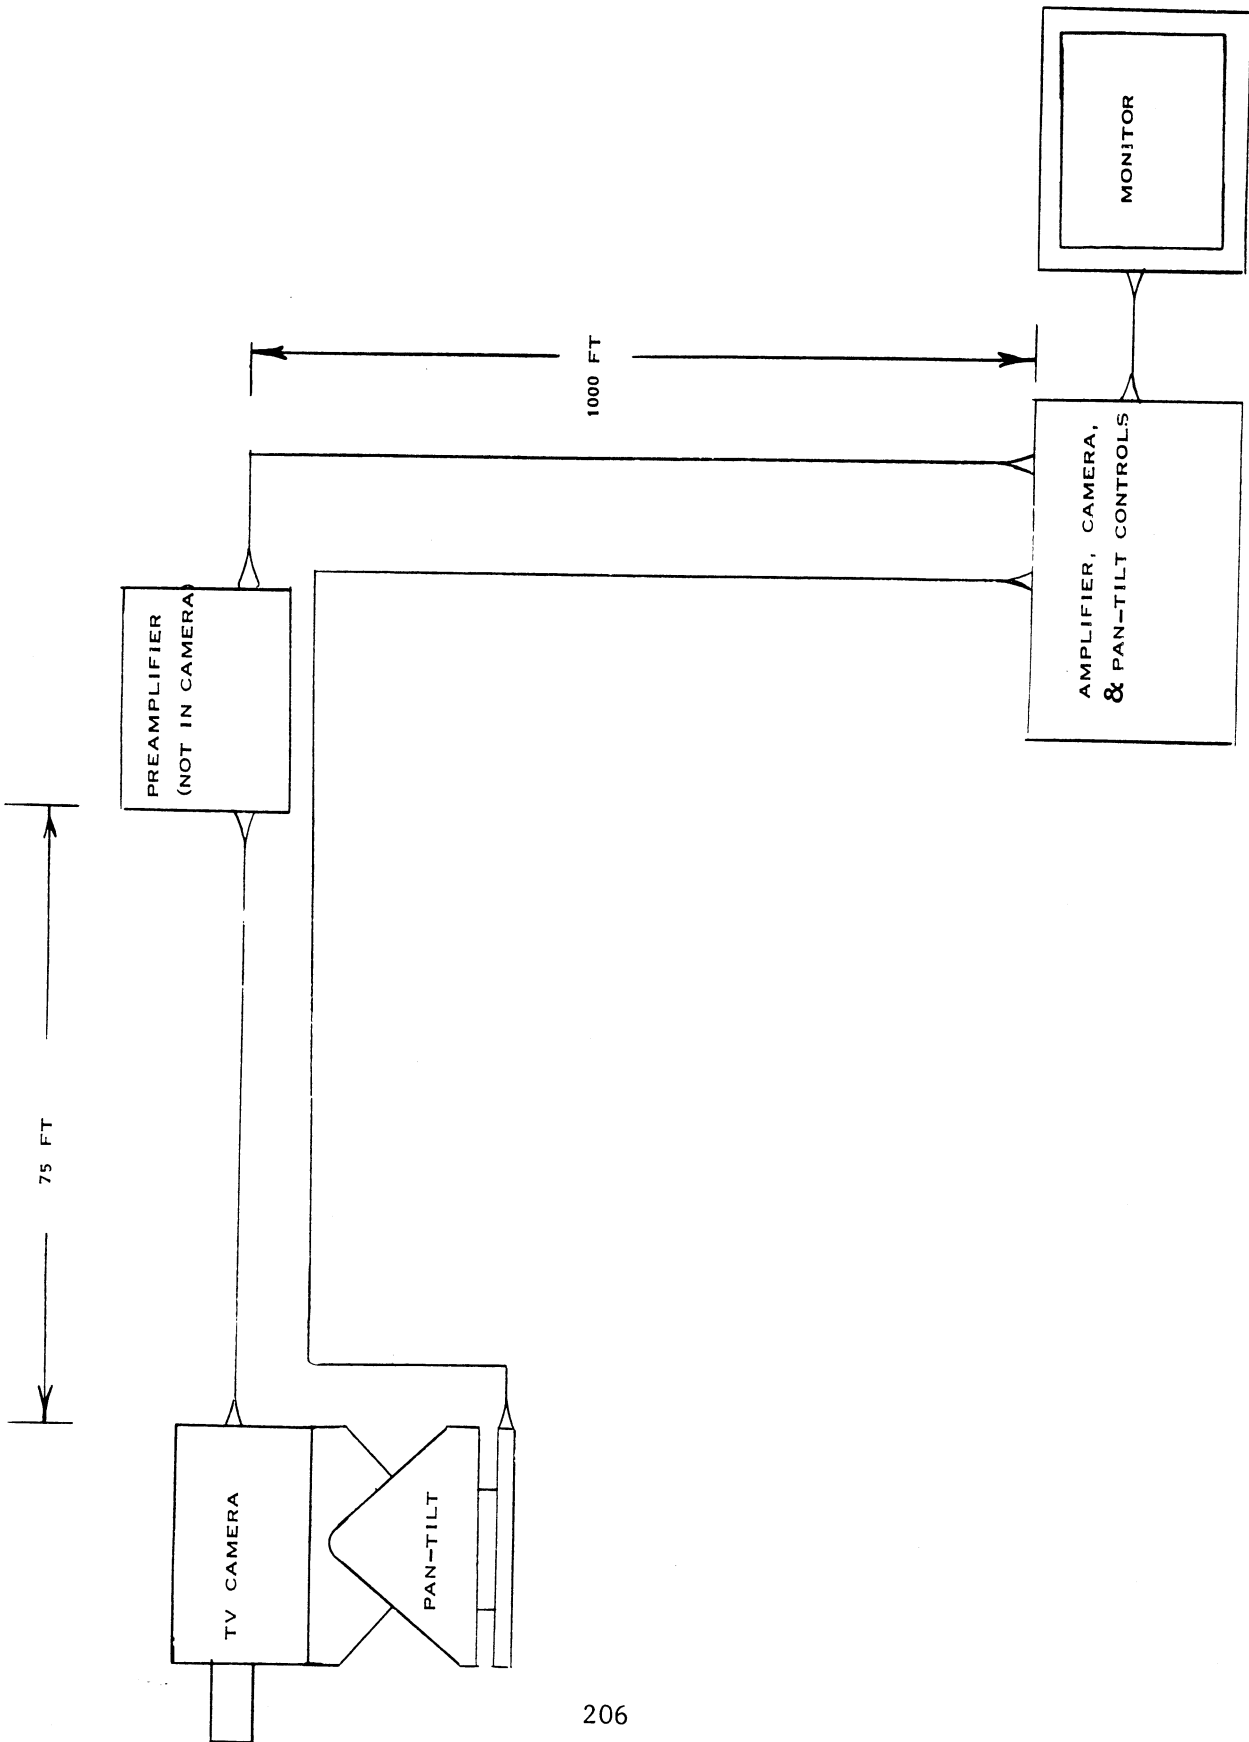 75 FT
PREAMPLIFIER
(NOT IN CAMERA)
1000 FT
TV CAMERA
PAN-TILT
AMPLIFIER, CAMERA,
& PAN-TILT CONTROLS
MONITOR
206